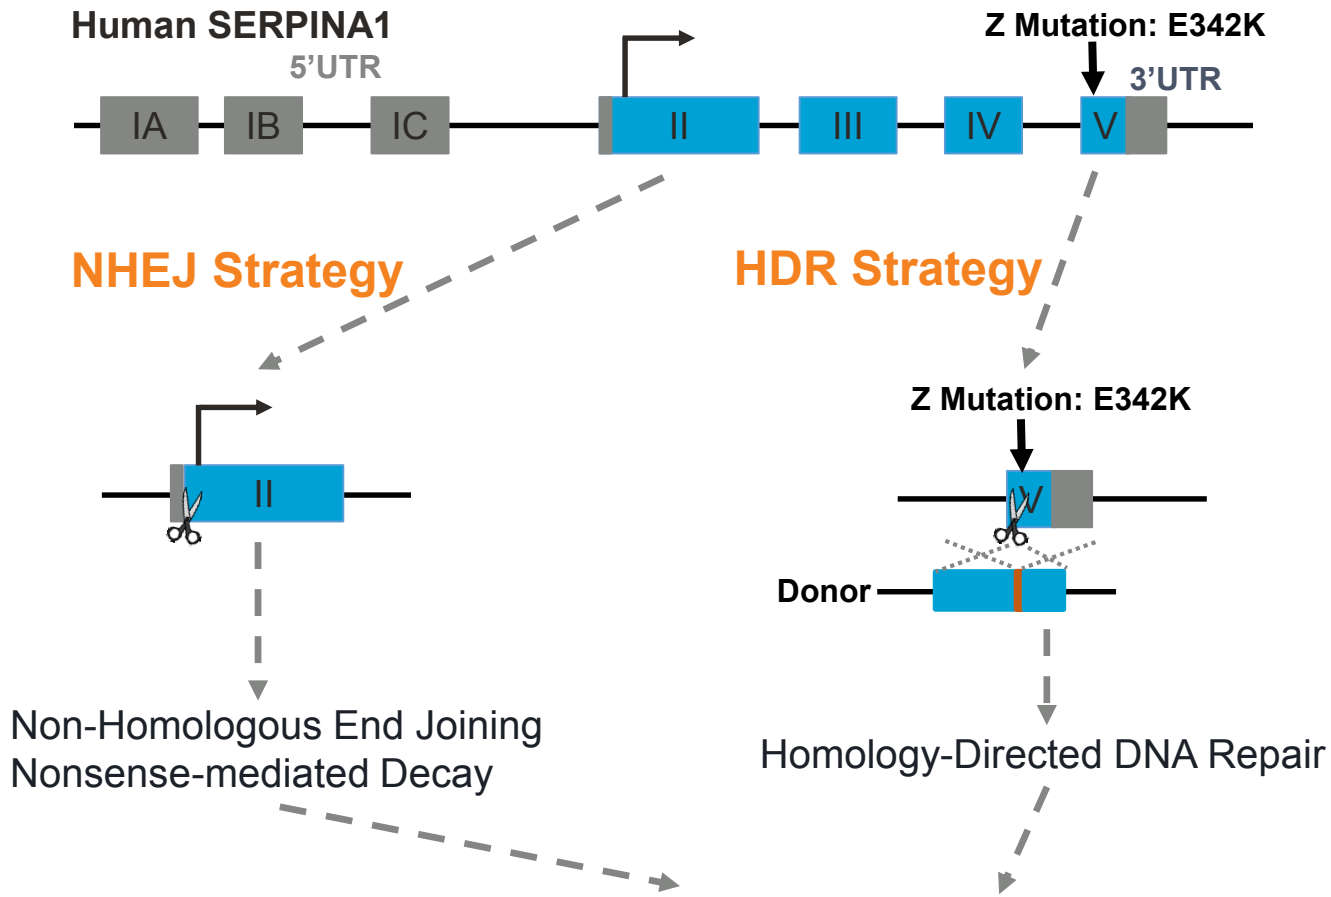 Human SERPINA1
Z Mutation: E342K
5’UTR
3’UTR
IA
IB
IC
II
III
IV
V
NHEJ Strategy
HDR Strategy
Z Mutation: E342K
II
V
Donor
Non-Homologous End Joining
Nonsense-mediated Decay
Homology-Directed DNA Repair